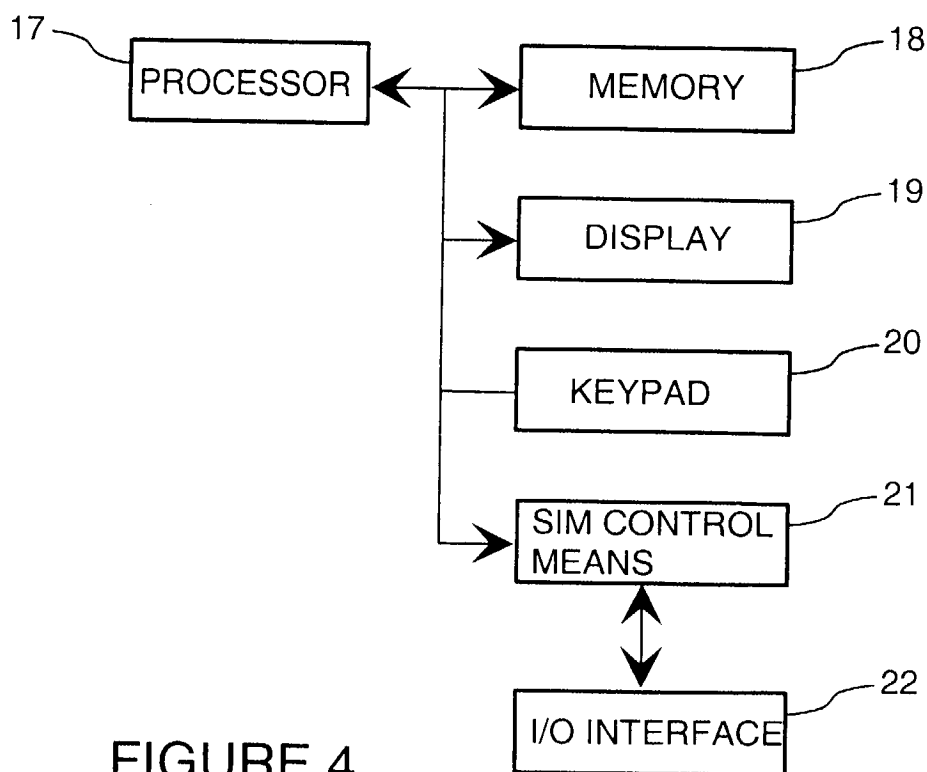 17
PROCESSOR
18
MEMORY
19
DISPLAY
20
KEYPAD
21
SIM CONTROL
MEANS
22
I/O INTERFACE
FIGURE 4